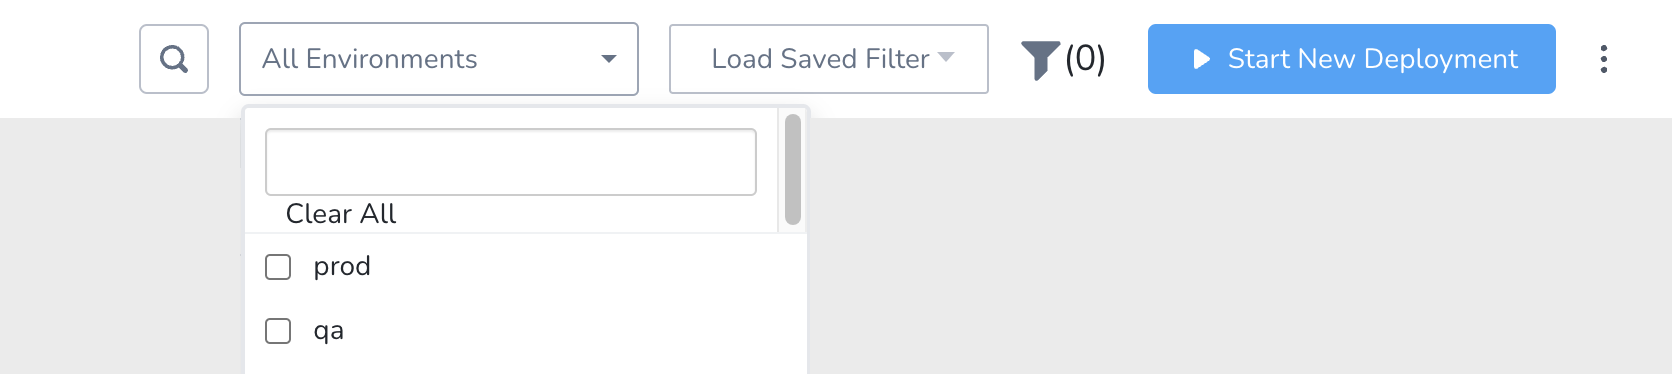 All Environments
Load Saved Filter
(0)
Start New Deployment
Clear All
prod
qa